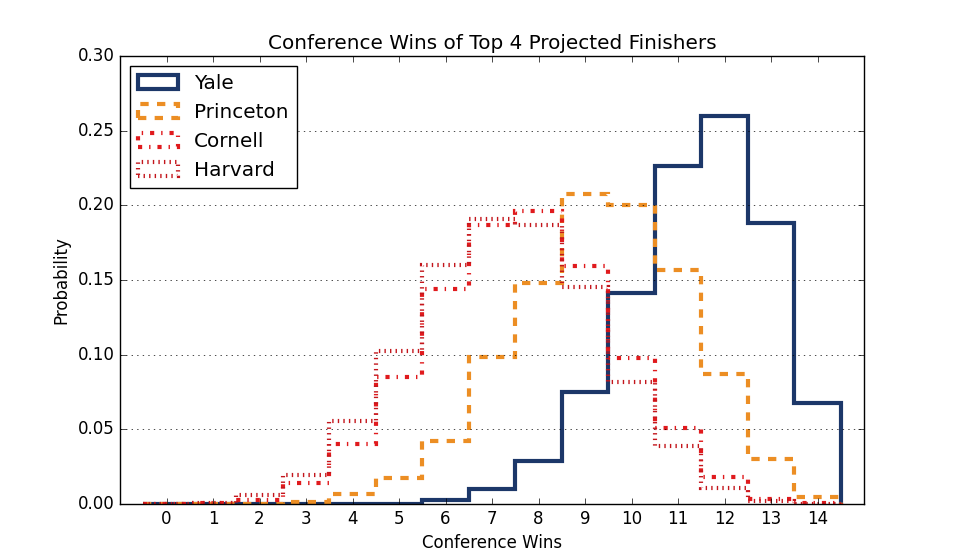 Conference Wins of Top 4 Projected Finishers
0.30
0.25
0.20
0.15
0.10
0.05
0.00
Probability
Yale
Princeton
Cornell
Harvard
0 1 2 3 4 5 6 7 8 9 10 11 12 13 14
Conference Wins